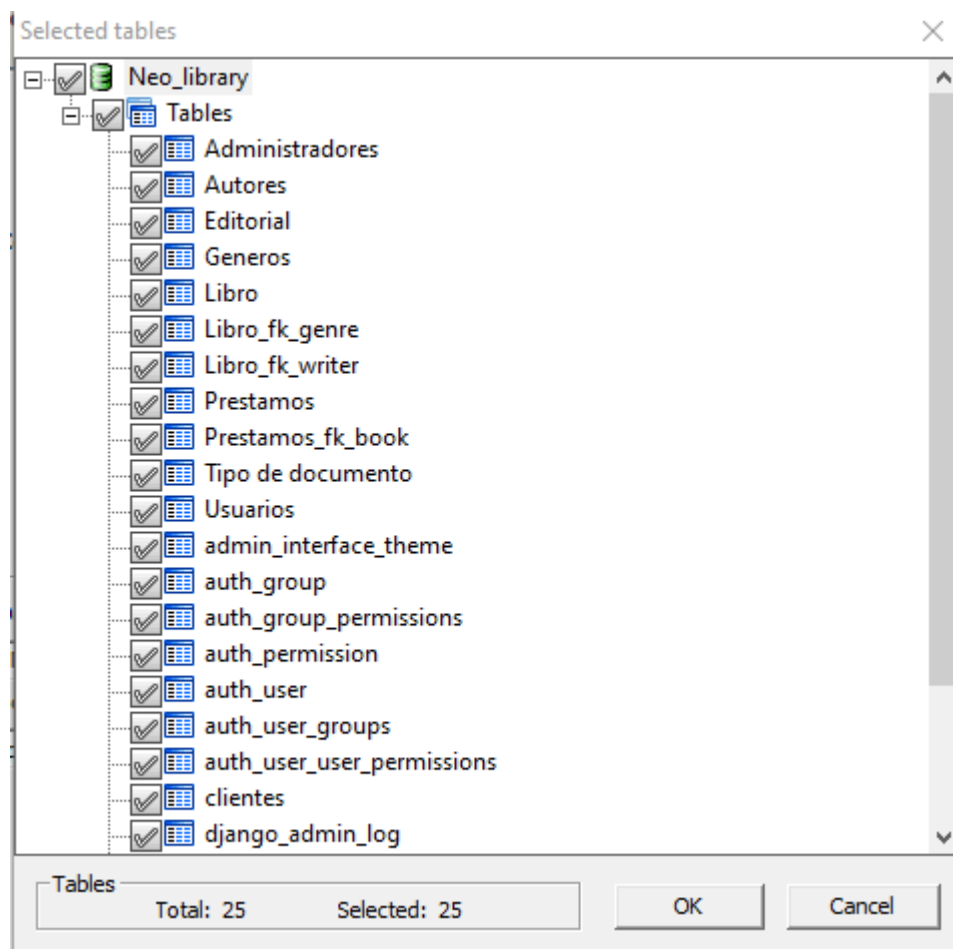 Selected tables
Neo_library
Tables
Administradores
Autores
Editorial
Generos
Libro
Libro_fk_genre
Libro_fk_writer
Prestamos
Prestamos_fk_book
Tipo de documento
Usuarios
admin_interface_theme
auth_group
auth_group_permissions
auth_permission
auth_user
auth_user_groups
auth_user_user_permissions
clientes
django_admin_log
Tables
Total: 25 Selected: 25
OK Cancel